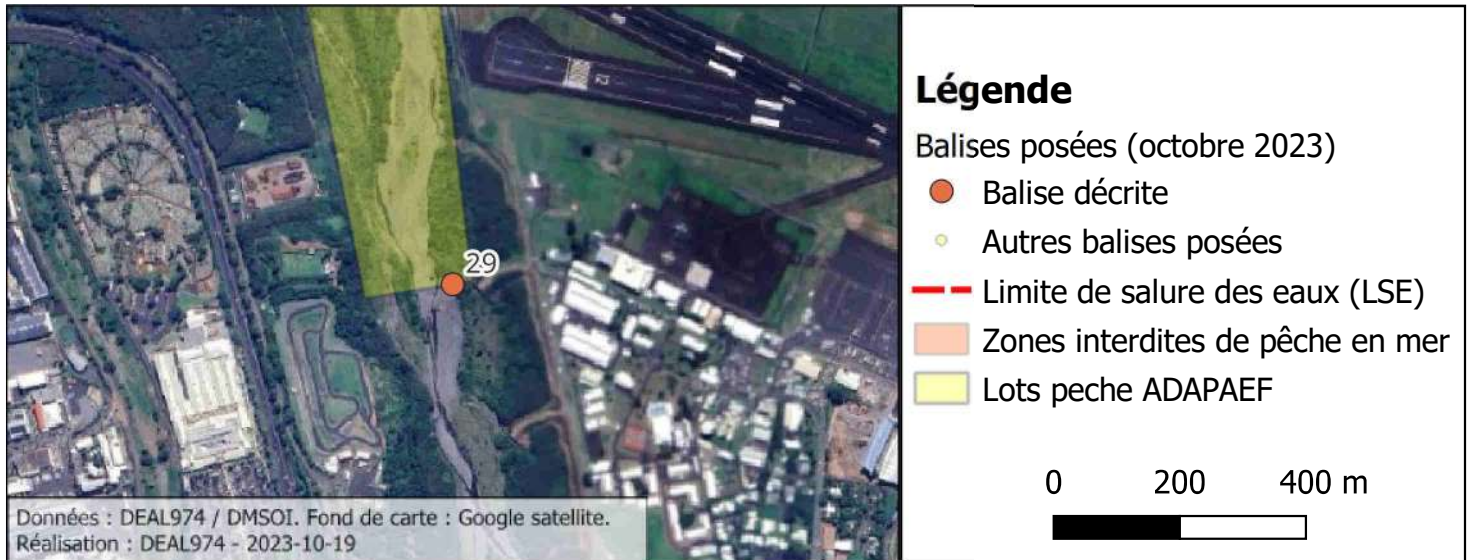 29
Données : DEAL974 / DMSOI. Fond de carte : Google satellite.
Réalisation : DEAL974 - 2023-10-19
Légende
Balises posées (octobre 2023)
Balise décrite
Autres balises posées
Limite de salure des eaux (LSE)
Zones interdites de pêche en mer
Lots peche ADAPAEF
0 200 400 m